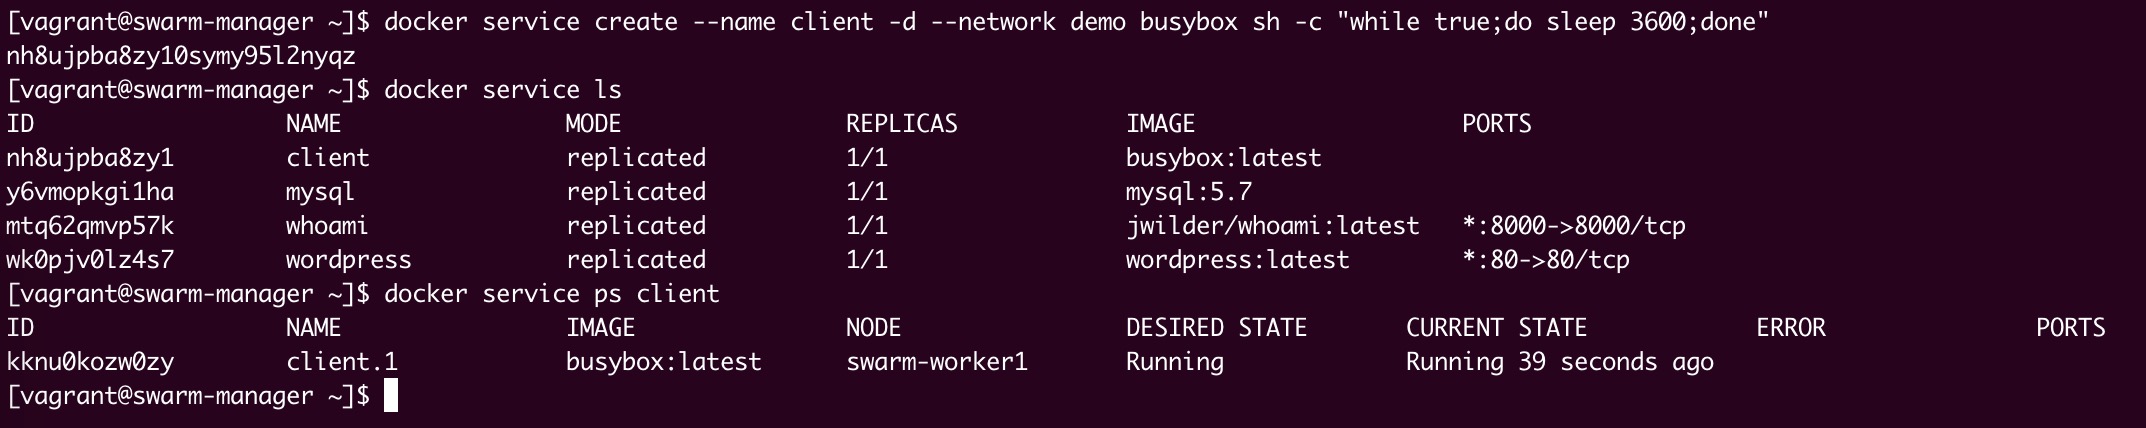 [vagrant@swarm-manager ~]$ docker service create --name client -d --network demo busybox sh -c "while true;do sleep 3600;done"
nh8ujpba8zy10symy95l2nyqz
[vagrant@swarm-manager ~]$ docker service ls
ID                  NAME                MODE                REPLICAS            IMAGE                   PORTS
nh8ujpba8zy1        client              replicated          1/1                 busybox:latest
y6vmopkgi1ha        mysql               replicated          1/1                 mysql:5.7
mtq62qmvp57k        whoami              replicated          1/1                 jwilder/whoami:latest   *:8000->8000/tcp
wk0pjv0lz4s7        wordpress           replicated          1/1                 wordpress:latest        *:80->80/tcp
[vagrant@swarm-manager ~]$ docker service ps client
ID                  NAME                IMAGE               NODE                DESIRED STATE       CURRENT STATE            ERROR               PORTS
kknu0kozw0zy        client.1            busybox:latest      swarm-worker1       Running             Running 39 seconds ago
[vagrant@swarm-manager ~]$